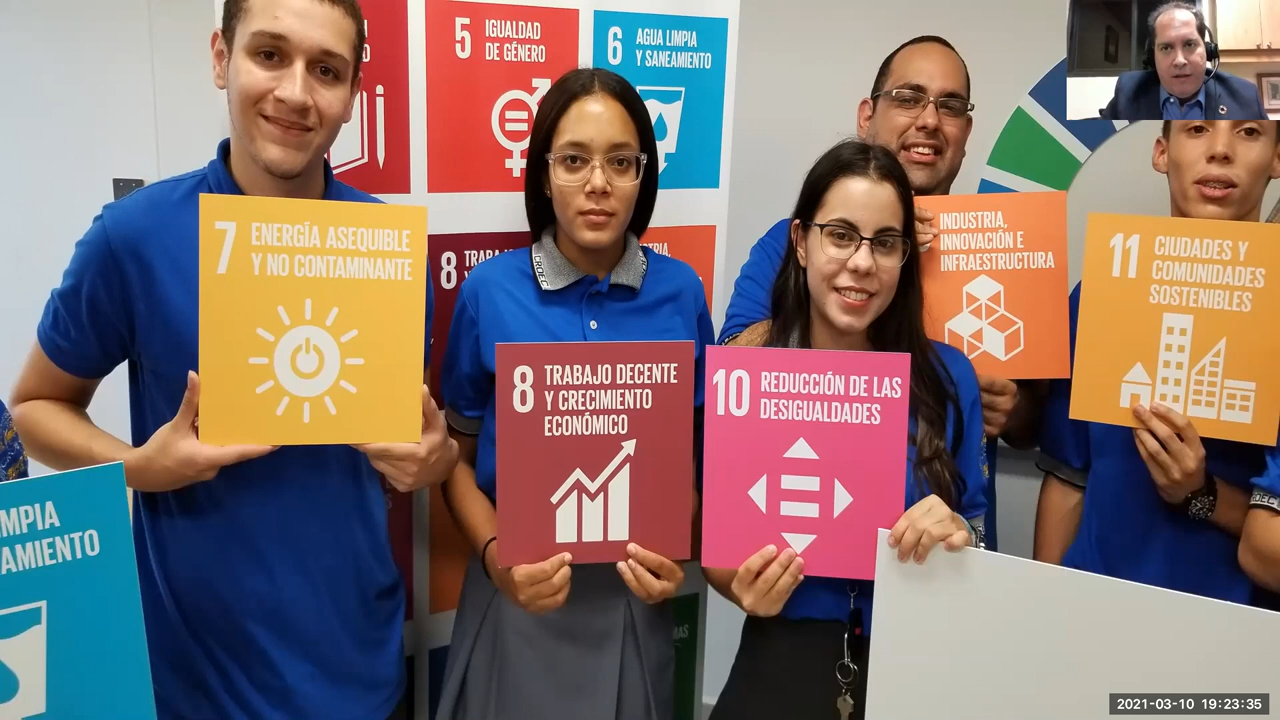 5 IGUALDAD
DE GÉNERO
6 AGUA LIMPIA
Y SANEAMIENTO
7 ENERGÍA ASEQUIBLE
Y NO CONTAMINANTE
8
CROEC
8 TRABAJO DECENTE
Y CRECIMIENTO
ECONÓMICO
10 REDUCCIÓN DE LAS
DESIGUALDADES
INDUSTRIA,
INNOVACIÓN E
INFRAESTRUCTURA
11 CIUDADES Y
COMUNIDADES
SOSTENIBLES
IMPIA
AMIENTO
2021-03-10 19:23:35